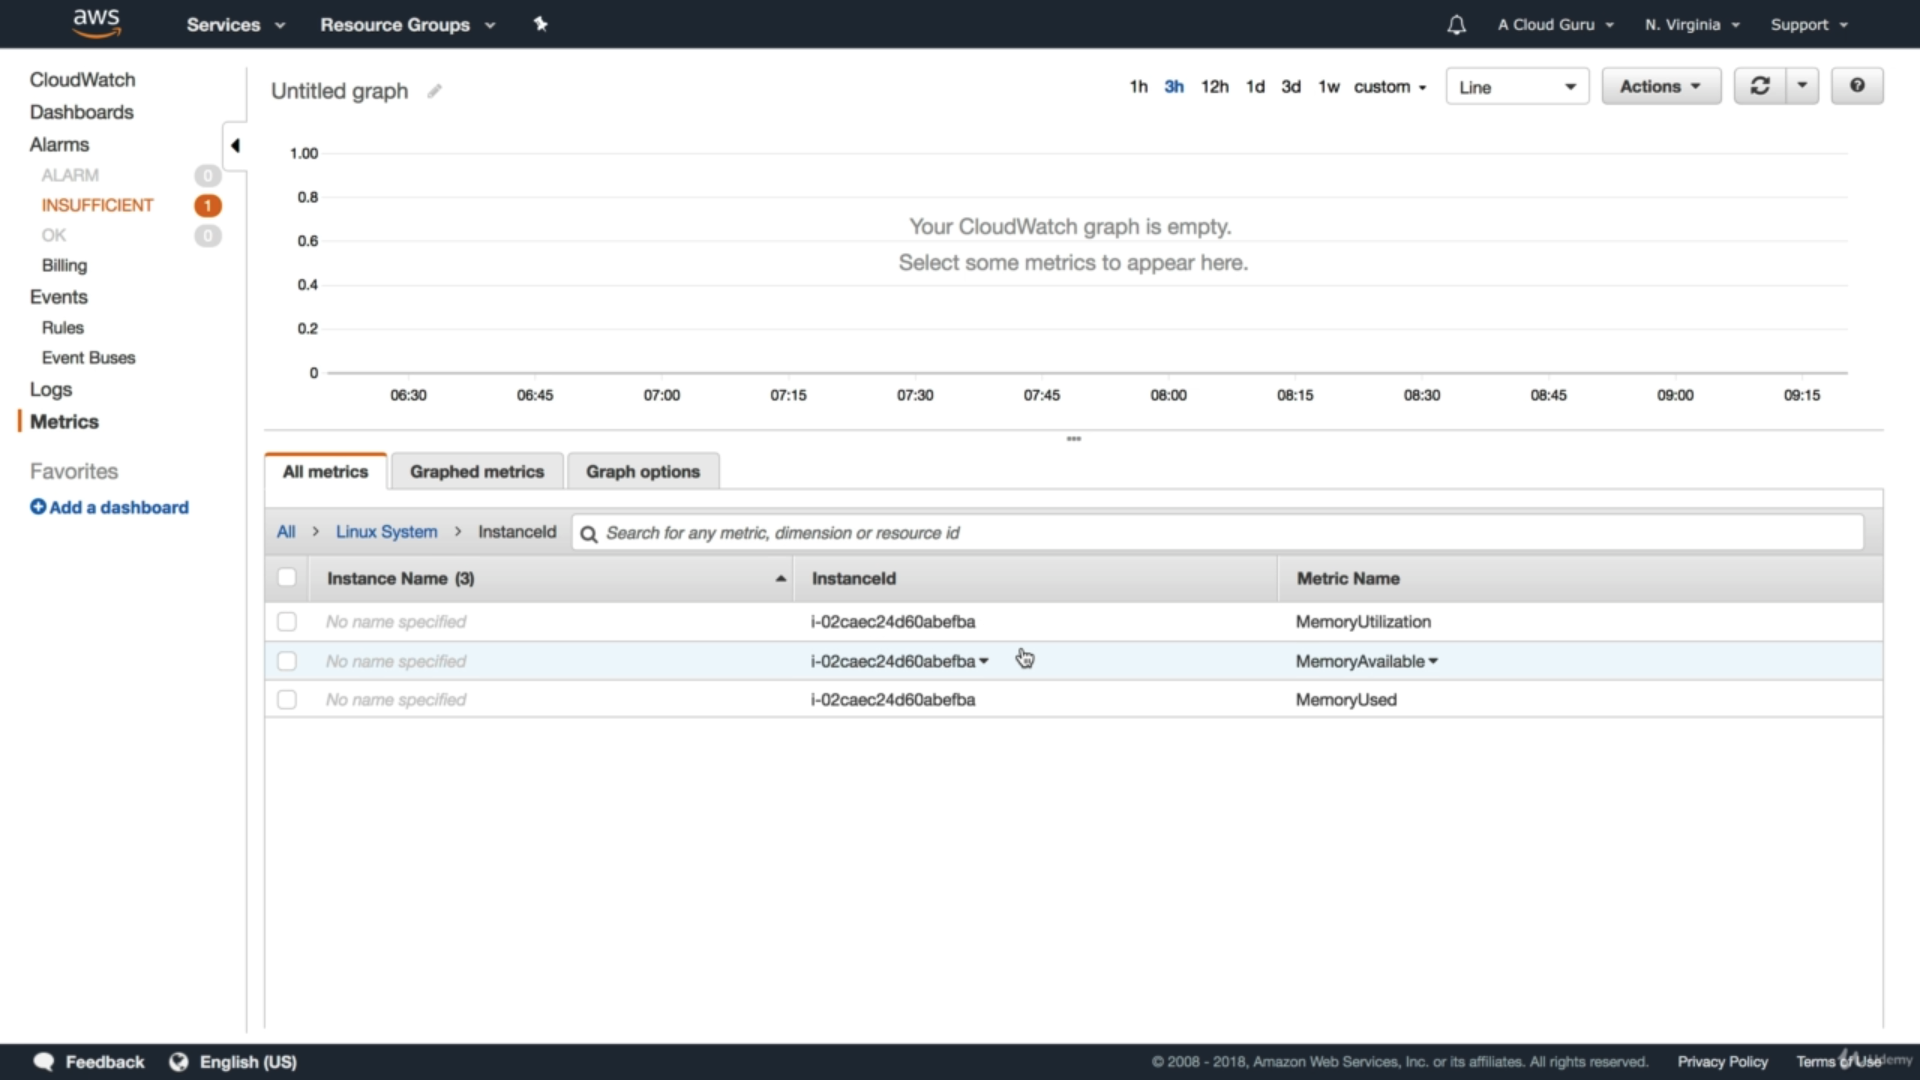 aws
Services
Resource Groups
A Cloud Guru
N. Virginia
Support
CloudWatch
Dashboards
Alarms
ALARM 0
INSUFFICIENT 1
OK 0
Billing
Events
Rules
Event Buses
Logs
Metrics
Favorites
Add a dashboard
Untitled graph
1h 3h 12h 1d 3d 1w custom
Line
Actions
1.00
0.8
0.6
0.4
0.2
0
Your CloudWatch graph is empty.
Select some metrics to appear here.
06:30 06:45 07:00 07:15 07:30 07:45 08:00 08:15 08:30 08:45 09:00 09:15
All metrics
Graphed metrics
Graph options
All > Linux System > InstanceId
Search for any metric, dimension or resource id
Instance Name (3) InstanceId Metric Name
No name specified i-02caec24d60abefba MemoryUtilization
No name specified i-02caec24d60abefba MemoryAvailable
No name specified i-02caec24d60abefba MemoryUsed
Feedback
English (US)
© 2008 - 2018, Amazon Web Services, Inc. or its affiliates. All rights reserved.
Privacy Policy
Terms of Use